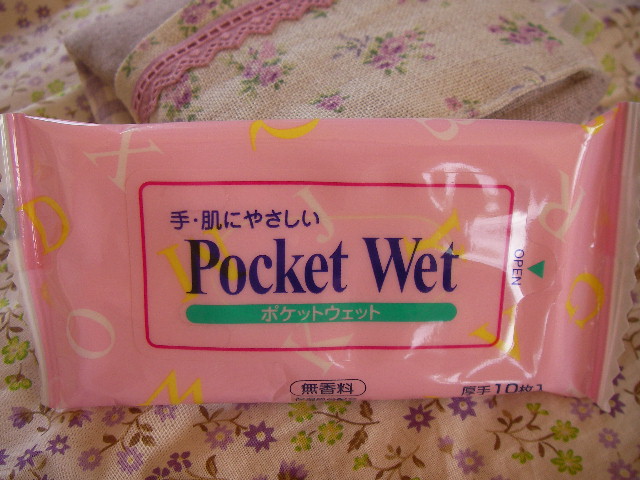 手・肌にやさしい
Pocket Wet
ポケットウェット
OPEN
無香料
厚手10枚入